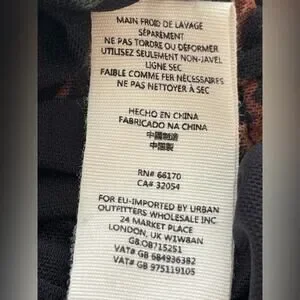 MAIN FROID DE LAVAGE
SÉPARÉMENT
NE PAS TORDRE OU DÉFORMER
UTILISEZ SEULEMENT NON-JAVEL
LIGNE SEC
FAIBLE COMME FER NÉCESSAIRES
NE PAS NETTOYER À SEC
HECHO EN CHINA
FABRICADO NA CHINA
中國製造
中国製
RN# 66170
CA# 32054
FOR EU-IMPORTED BY URBAN
OUTFITTERS WHOLESALE INC
24 MARKET PLACE
LONDON, UK W1W8AN
GB.OB715251
VAT# GB 684936382
VAT# GB 975119105